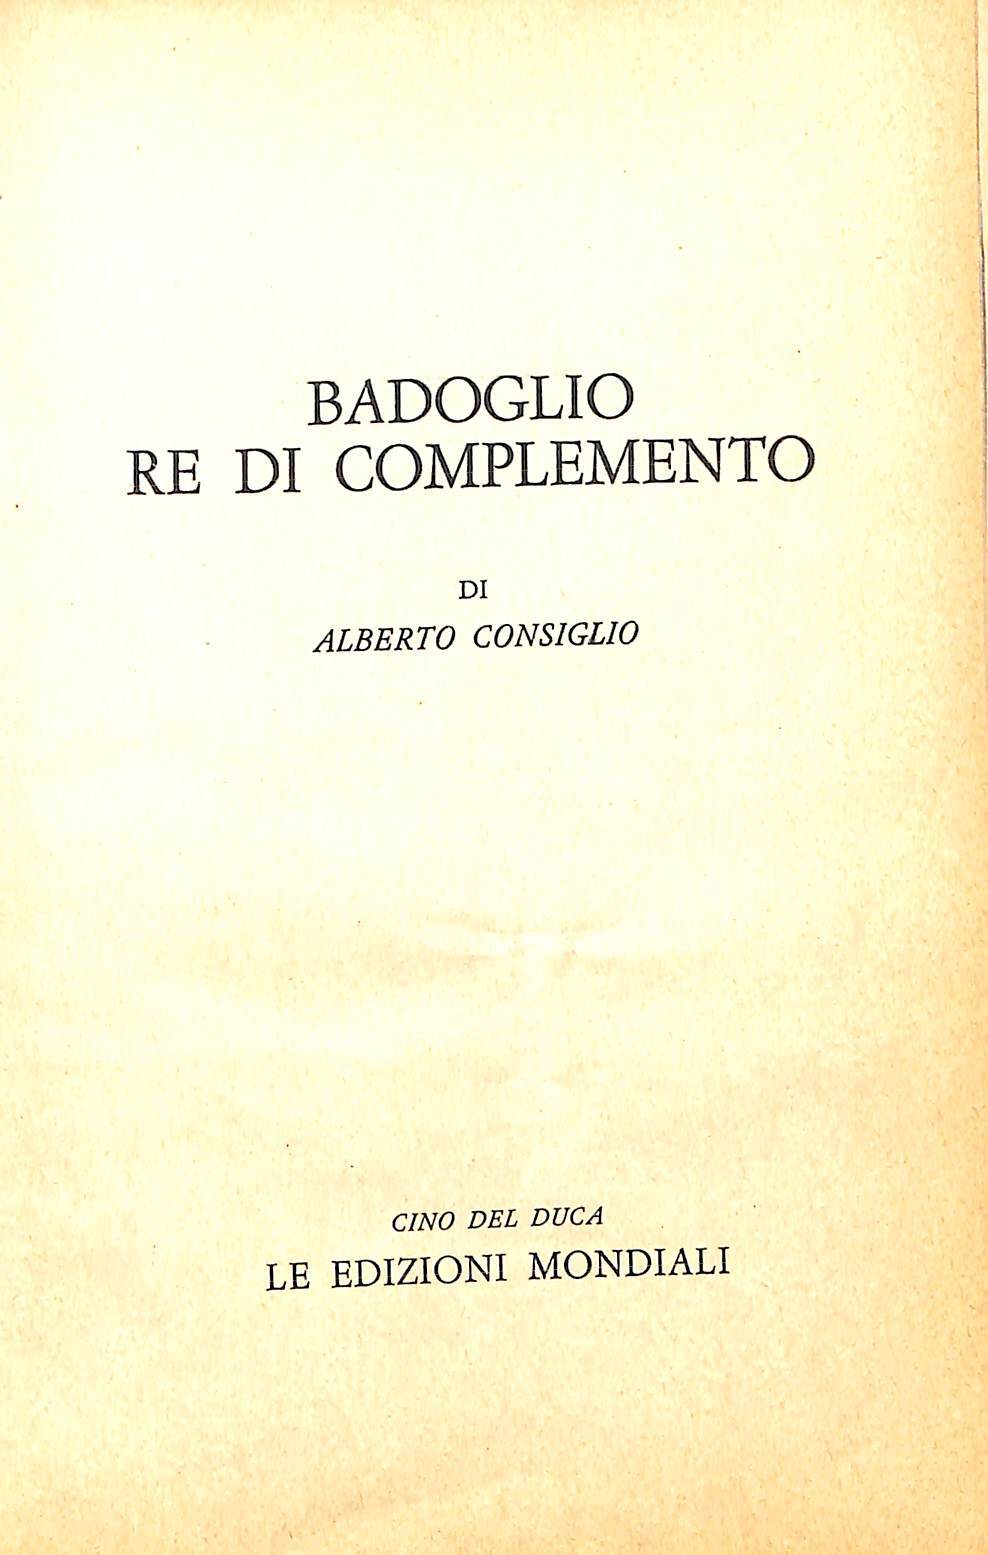 BADOGLIO
RE DI COMPLEMENTO
DI
ALBERTO CONSIGLIO
CINO DEL DUCA
LE EDIZIONI MONDIALI